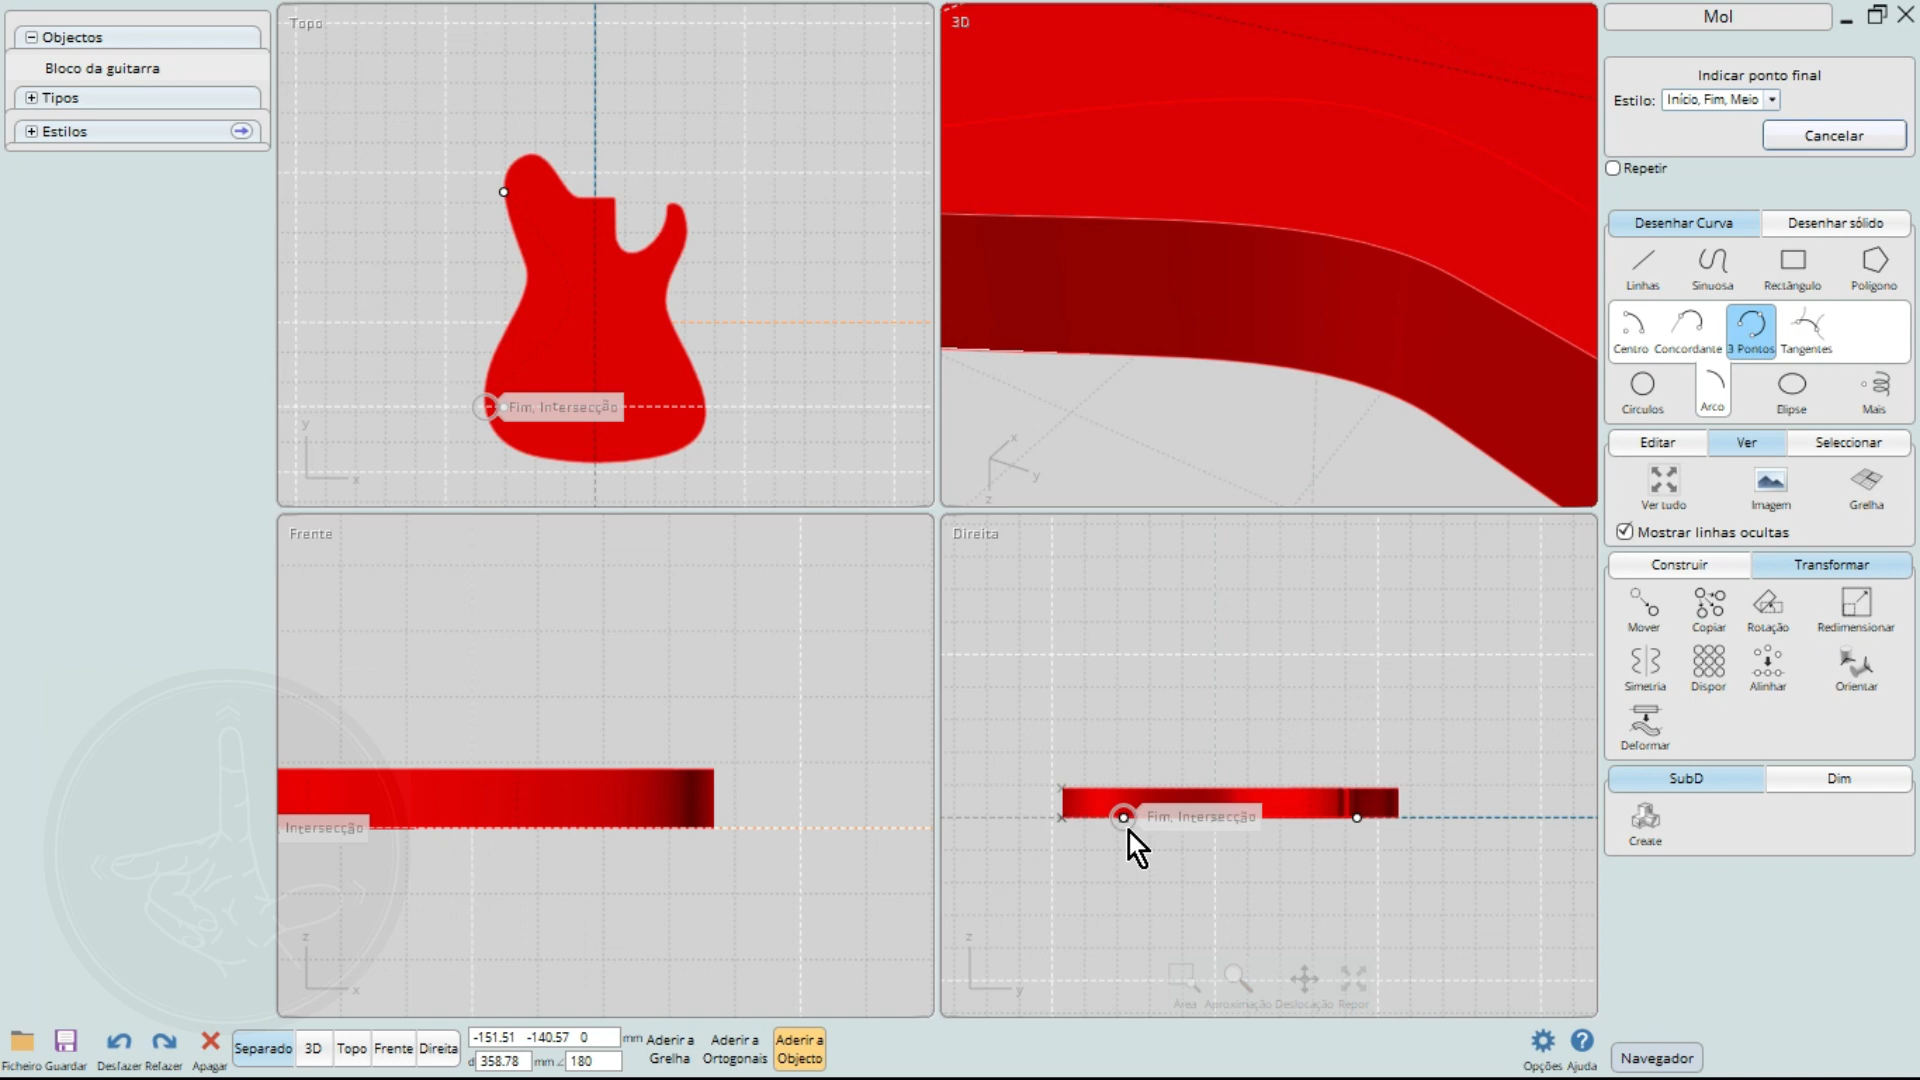 Objectos
Bloco da guitarra
Tipos
Estilos
Topo
Fim, Intersecção
y
x
3D
x
y
z
Frente
Intersecção
z
x
Direita
Fim, Intersecção
z
y
Área
Aproximação
Deslocação
Repor
MoI
Indicar ponto final
Estilo:
Início, Fim, Meio
Cancelar
Repetir
Desenhar Curva
Desenhar sólido
Linhas
Sinuosa
Rectângulo
Polígono
Centro
Concordante
3 Pontos
Tangentes
Círculos
Arco
Elipse
Mais
Editar
Ver
Seleccionar
Ver tudo
Imagem
Grelha
Mostrar linhas ocultas
Construir
Transformar
Mover
Copiar
Rotação
Redimensionar
Simetria
Dispor
Alinhar
Orientar
Deformar
SubD
Dim
Create
Ficheiro
Guardar
Desfazer
Refazer
Apagar
Separado
3D
Topo
Frente
Direita
-151.51 -140.57 0 mm
d 358.78 mm ∠ 180
Aderir a
Grelha
Aderir a
Ortogonais
Aderir a
Objecto
Opções
Ajuda
Navegador